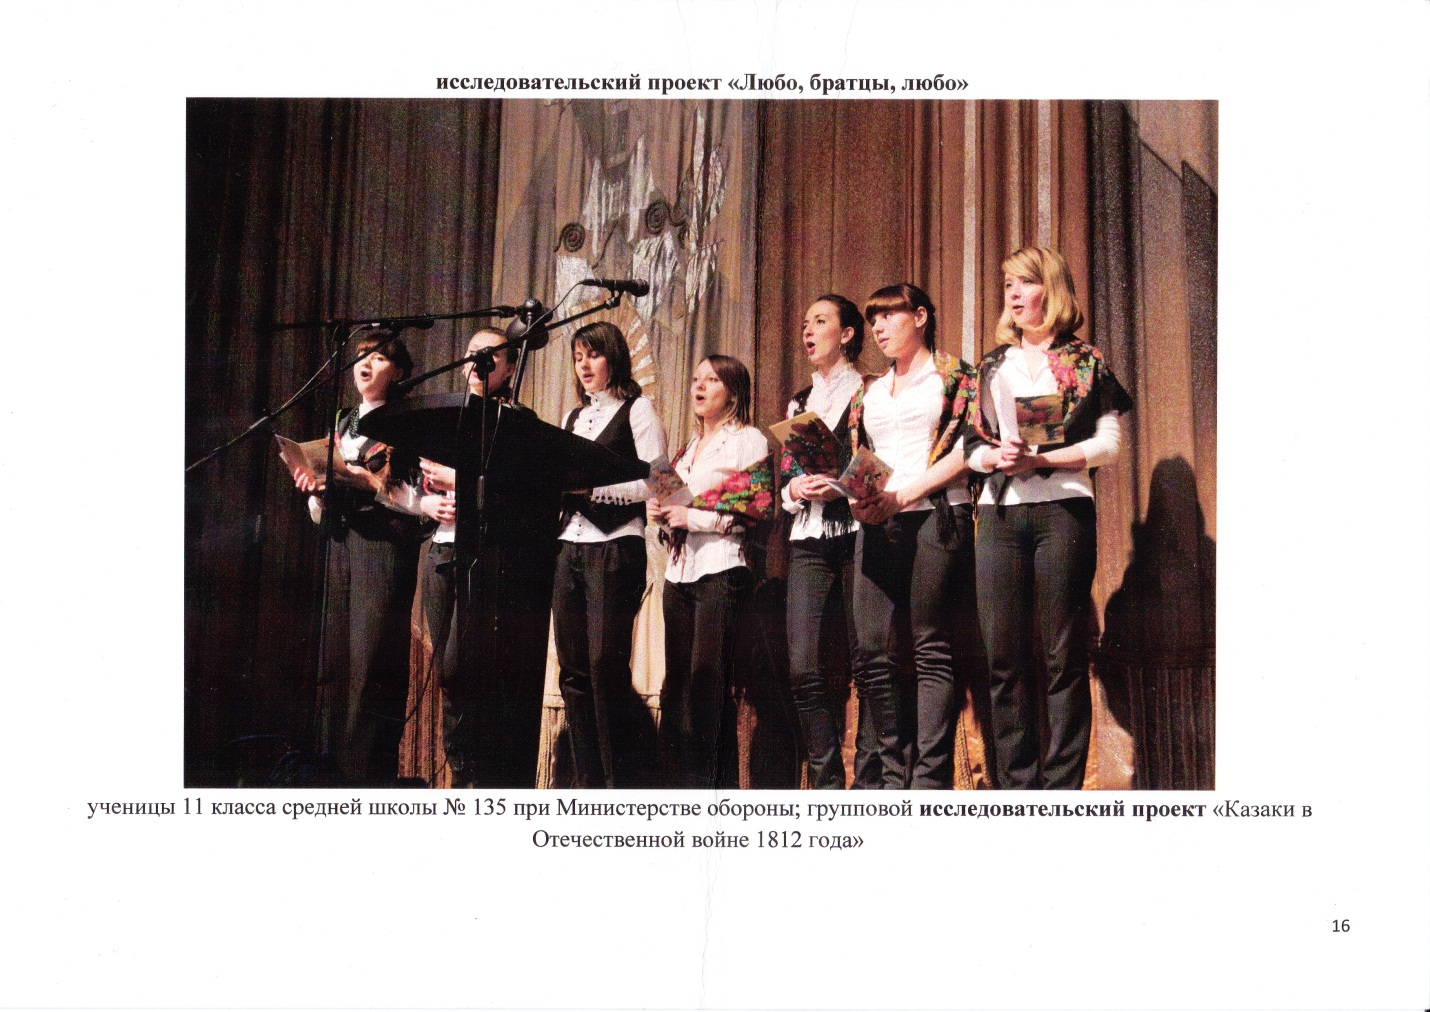 исследовательский проект «Любо, братцы, любо»
ученицы 11 класса средней школы № 135 при Министерстве обороны; групповой исследовательский проект «Казаки в
Отечественной войне 1812 года»
16